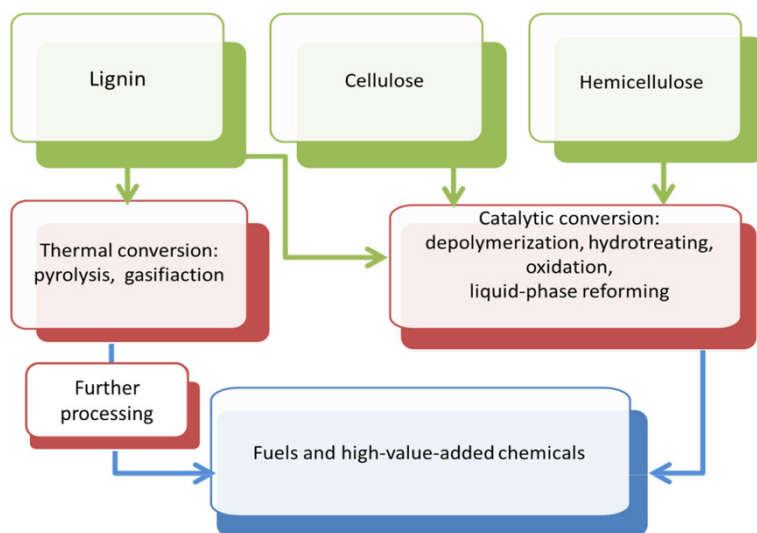 Lignin
Cellulose
Hemicellulose
Thermal conversion:
pyrolysis, gasifiaction
Catalytic conversion:
depolymerization, hydrotreating,
oxidation,
liquid-phase reforming
Further
processing
Fuels and high-value-added chemicals